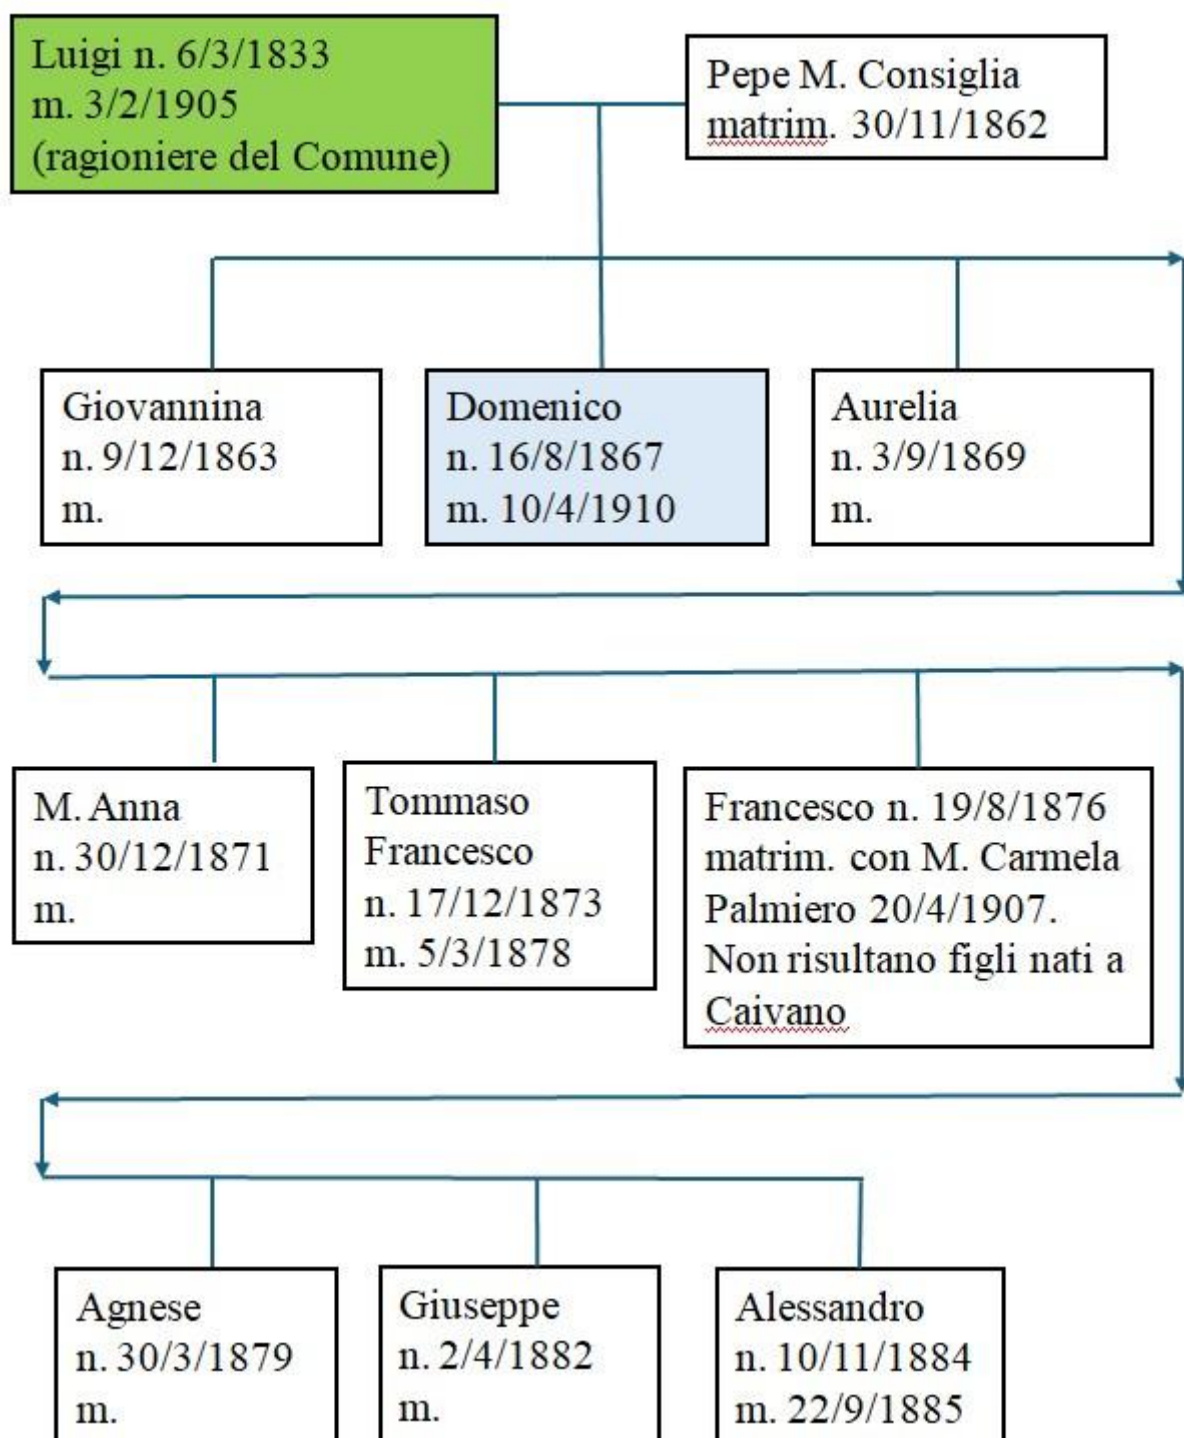 Luigi n. 6/3/1833
m. 3/2/1905
(ragioniere del Comune)
Pepe M. Consiglia
matrim. 30/11/1862
Giovannina
n. 9/12/1863
m.
Domenico
n. 16/8/1867
m. 10/4/1910
Aurelia
n. 3/9/1869
m.
M. Anna
n. 30/12/1871
m.
Tommaso
Francesco
n. 17/12/1873
m. 5/3/1878
Francesco n. 19/8/1876
matrim. con M. Carmela
Palmiero 20/4/1907.
Non risultano figli nati a
Caivano
Agnese
n. 30/3/1879
m.
Giuseppe
n. 2/4/1882
m.
Alessandro
n. 10/11/1884
m. 22/9/1885